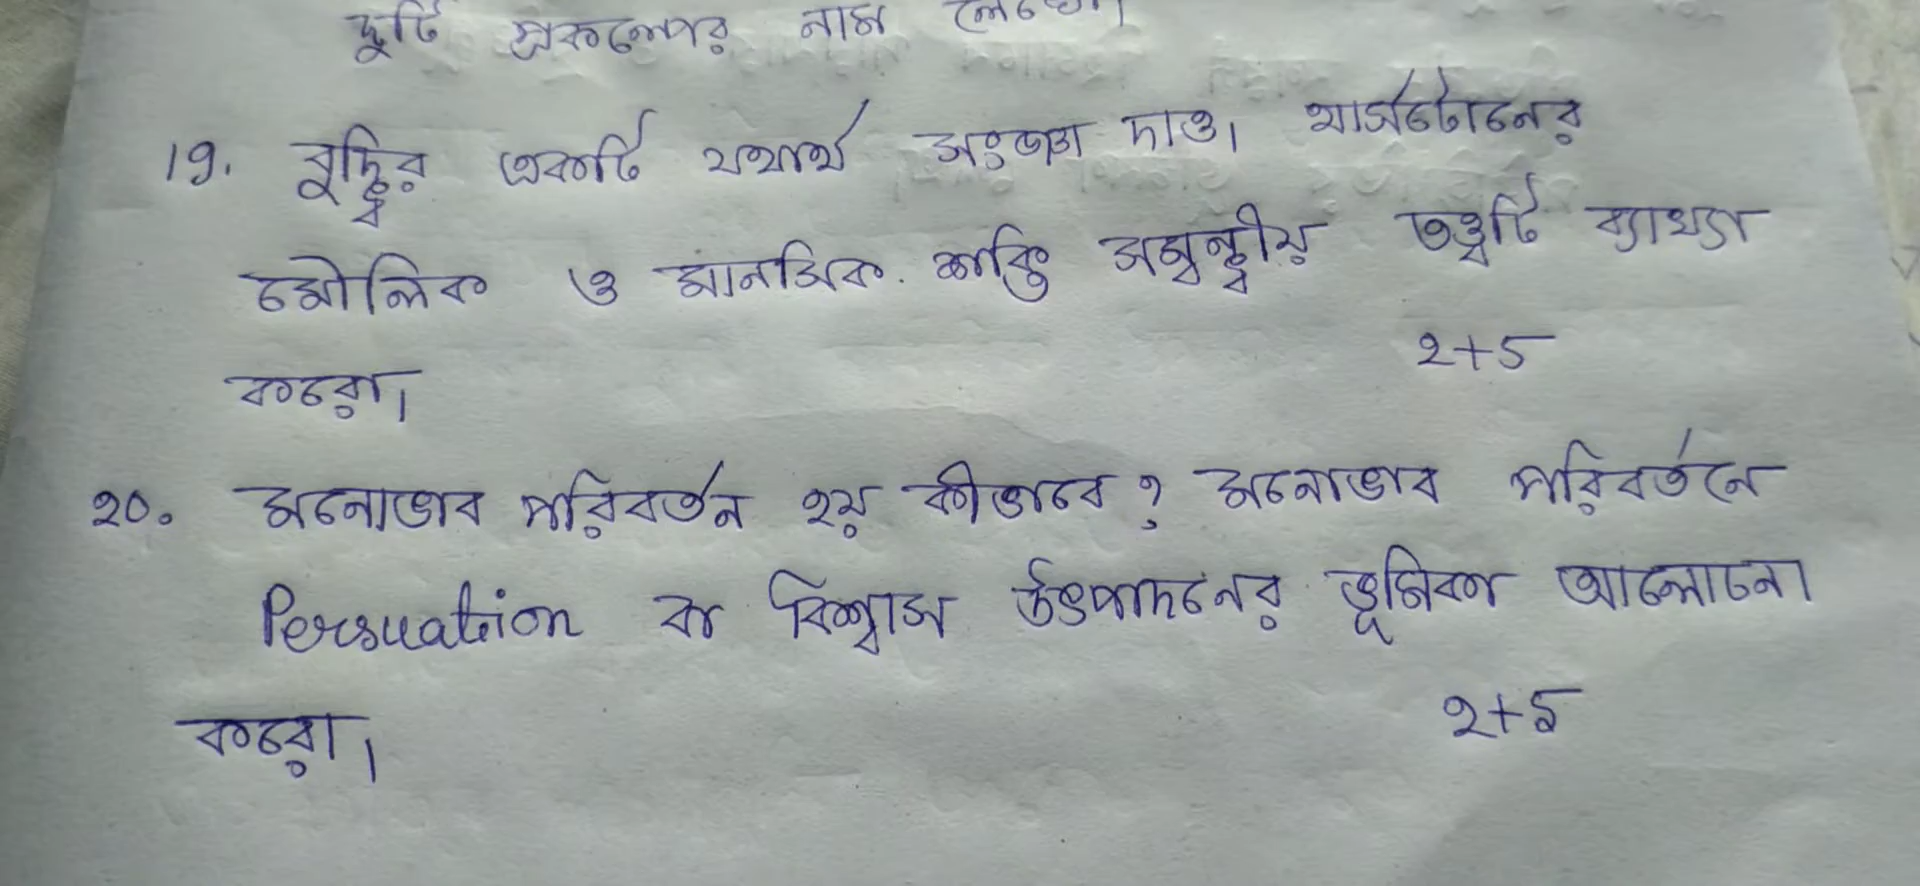 দুটি প্রকল্পের নাম লেখো।
19. বুদ্ধির একটি যথার্থ সংজ্ঞা দাও। থার্সটোনের
মৌলিক ও মানসিক শক্তি সম্বন্ধীয় তত্ত্বটি ব্যাখ্যা
করো। 2+5
20. মনোভাব পরিবর্তন হয় কীভাবে? মনোভাব পরিবর্তনে
Persuation বা বিশ্বাস উৎপাদনের ভূমিকা আলোচনা
করো। 2+5